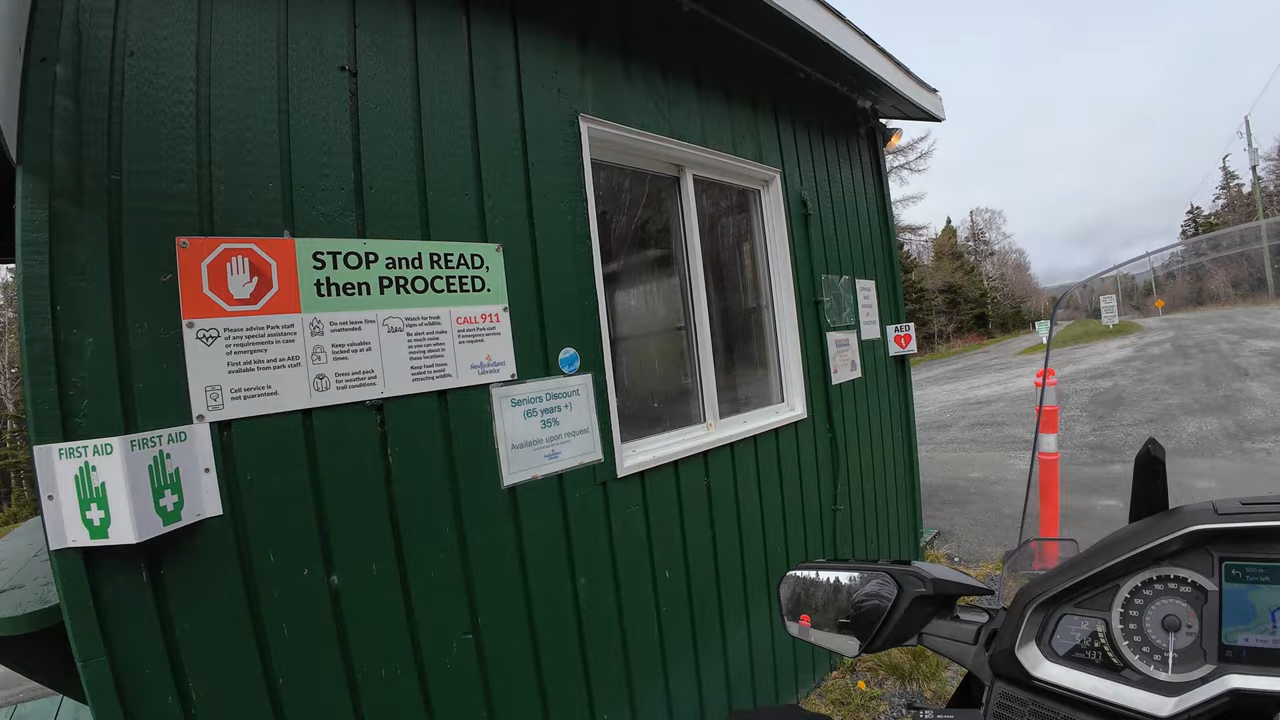 STOP and READ,
then PROCEED.
Please advise Park staff
of any special assistance
or requirements in case
of emergency
First aid kits and an AED
available from park staff.
Cell service is
not guaranteed.
Do not leave fires
unattended.
Keep valuables
locked up at all
times.
Dress and pack
for weather and
trail conditions.
Watch for fresh
signs of wildlife.
Be alert and make
as much noise
as you can when
moving about in
these locations.
Keep food items
sealed to avoid
attracting wildlife.
CALL 911
and alert Park staff
if emergency services
are required.
Newfoundland
Labrador
FIRST AID
FIRST AID
Seniors Discount
(65 years +)
35%
Available upon request
AED
Turn left